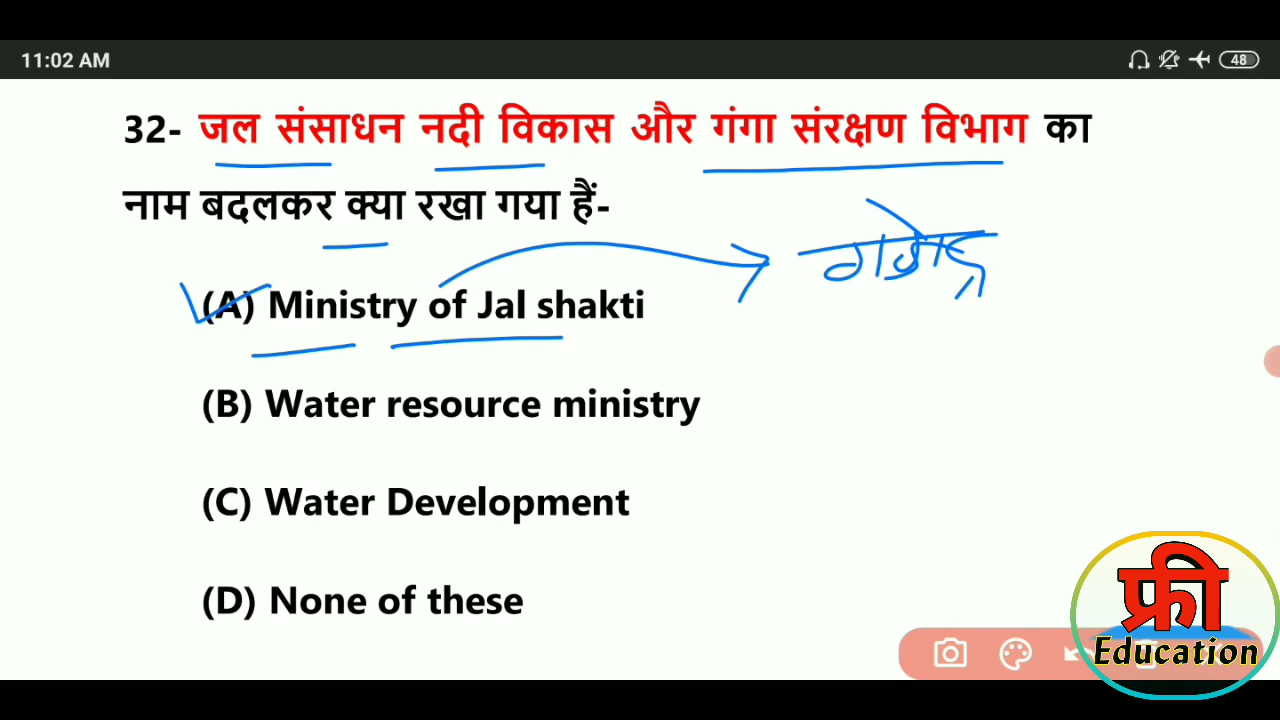 11:02 AM
48
32- जल संसाधन नदी विकास और गंगा संरक्षण विभाग का
नाम बदलकर क्या रखा गया हैं-
(A) Ministry of Jal shakti
(B) Water resource ministry
(C) Water Development
(D) None of these
फ्री
Education